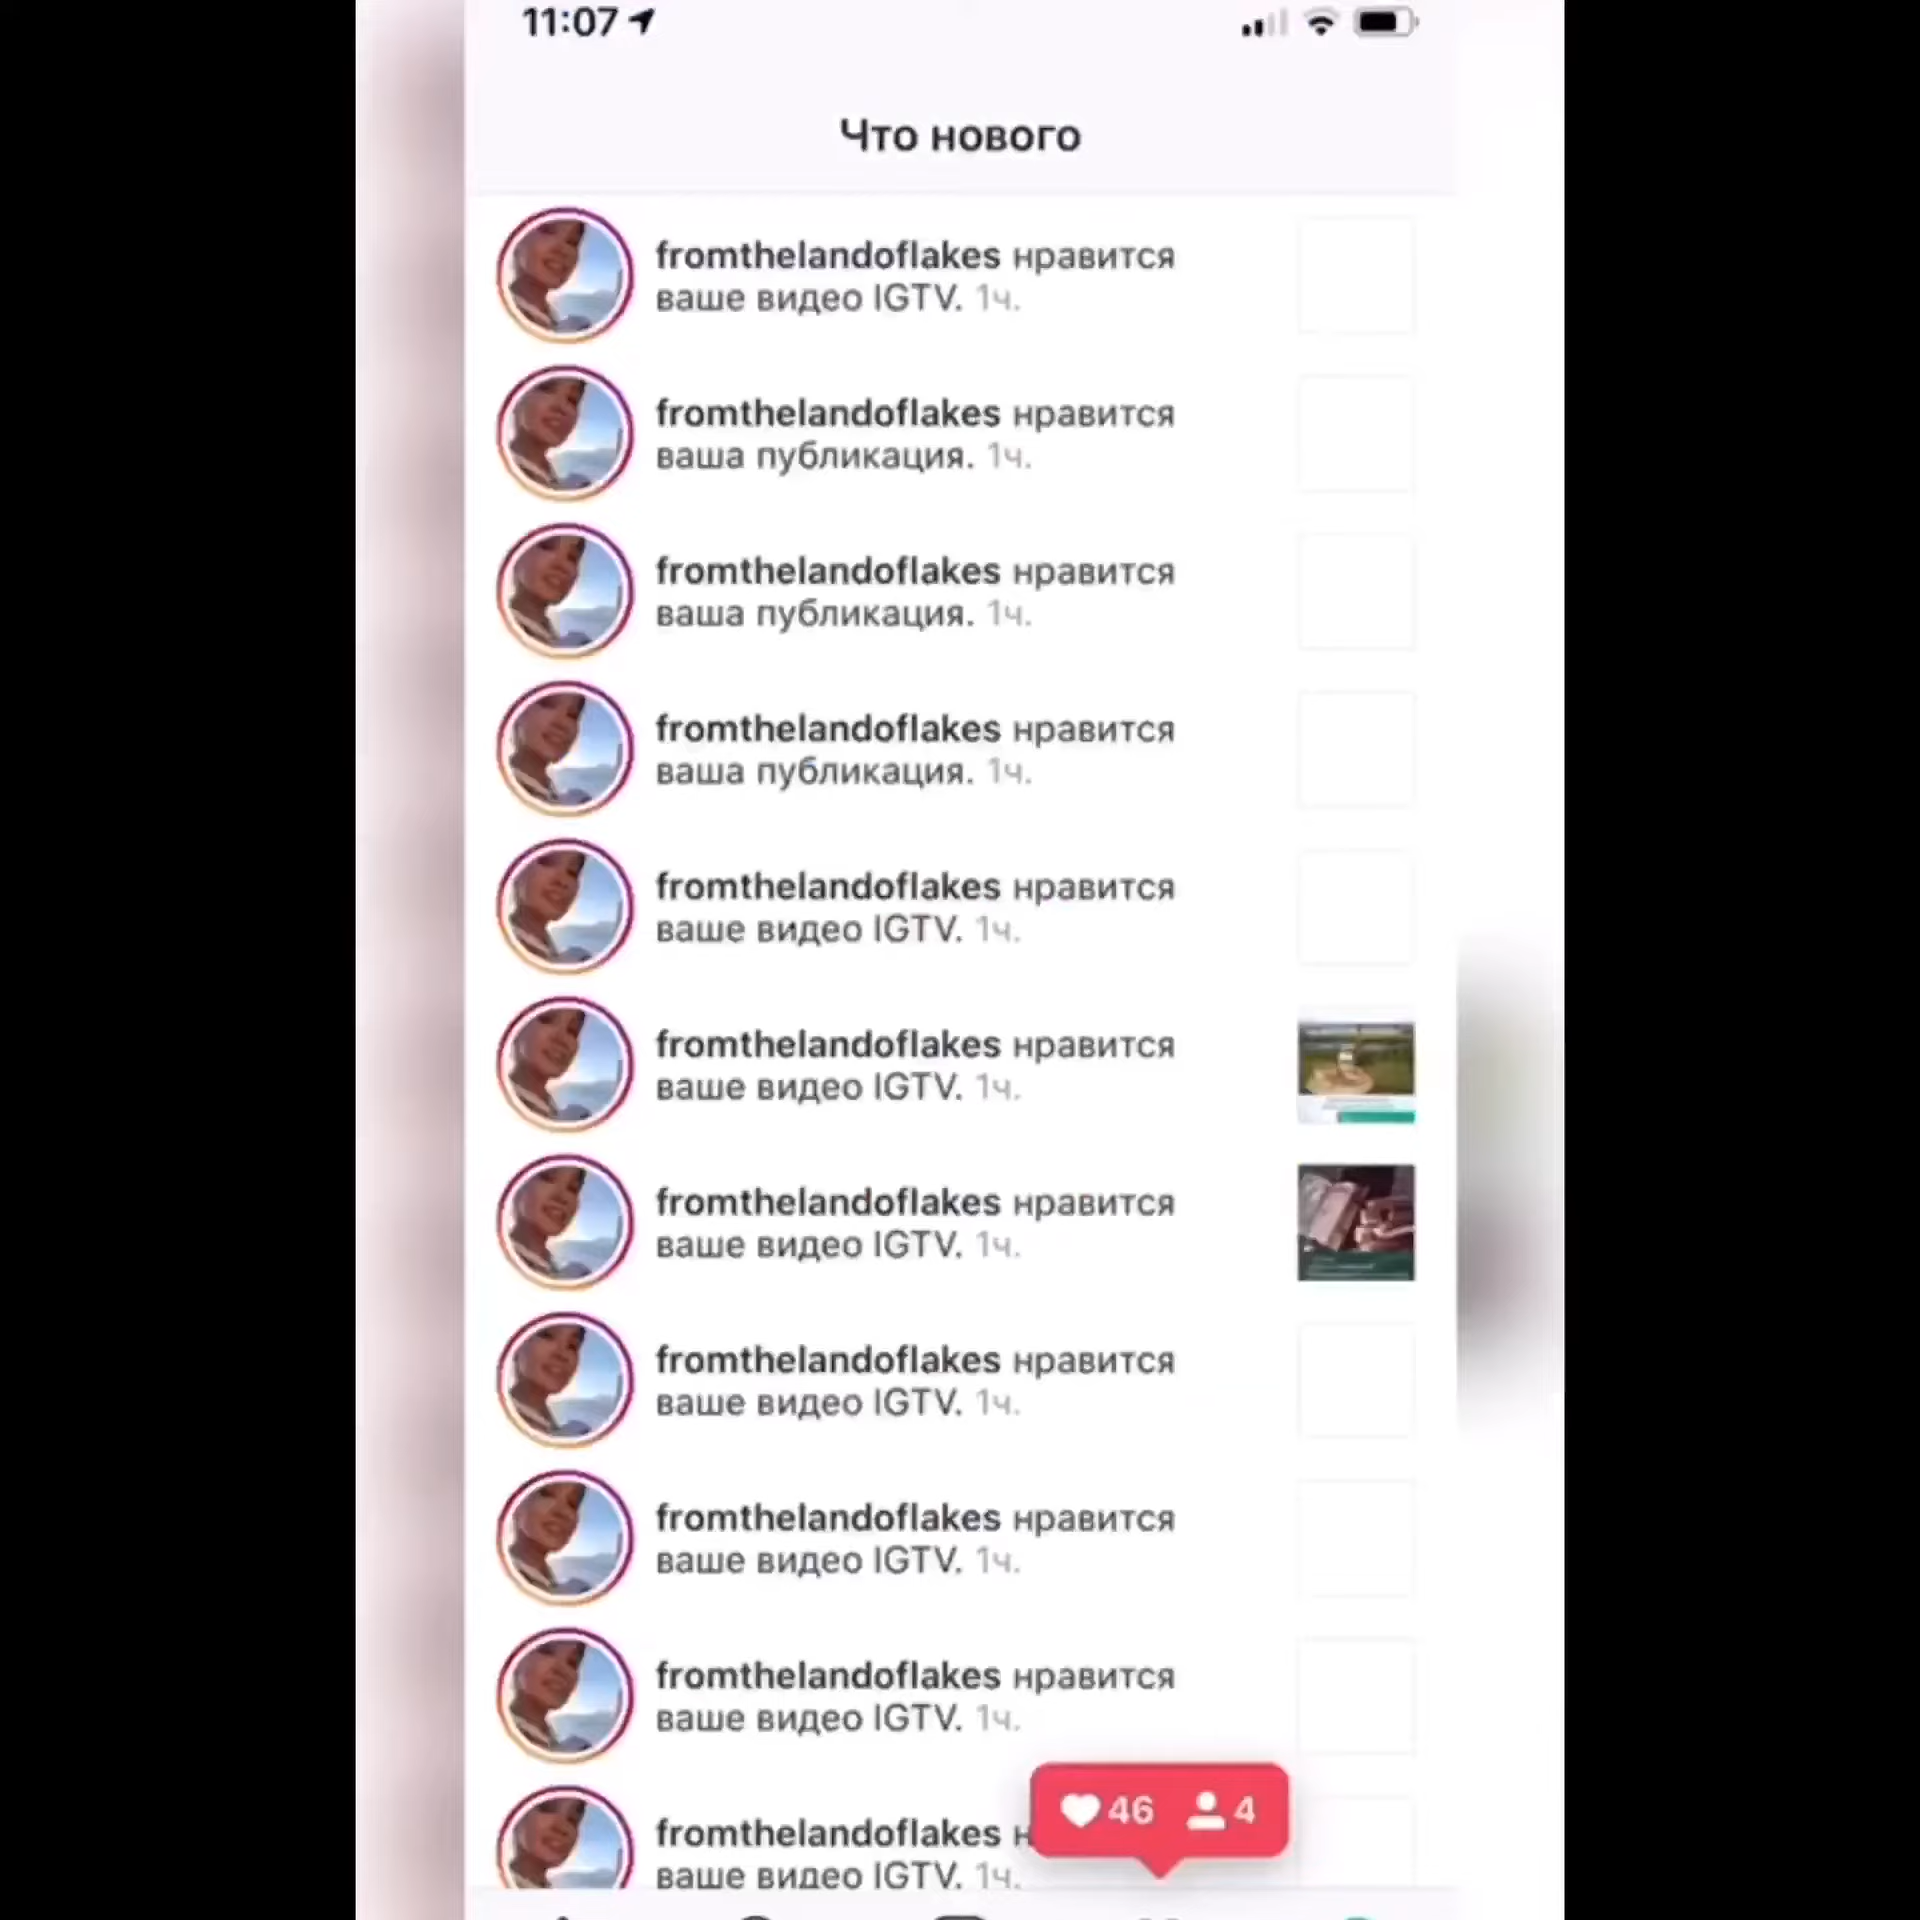 11:07
Что нового
fromthelandoflakes нравится
ваше видео IGTV. 1ч.
fromthelandoflakes нравится
ваша публикация. 1ч.
fromthelandoflakes нравится
ваша публикация. 1ч.
fromthelandoflakes нравится
ваша публикация. 1ч.
fromthelandoflakes нравится
ваше видео IGTV. 1ч.
fromthelandoflakes нравится
ваше видео IGTV. 1ч.
fromthelandoflakes нравится
ваше видео IGTV. 1ч.
fromthelandoflakes нравится
ваше видео IGTV. 1ч.
fromthelandoflakes нравится
ваше видео IGTV. 1ч.
fromthelandoflakes нравится
ваше видео IGTV. 1ч.
46 4
fromthelandoflakes
ваше видео IGTV. 1ч.